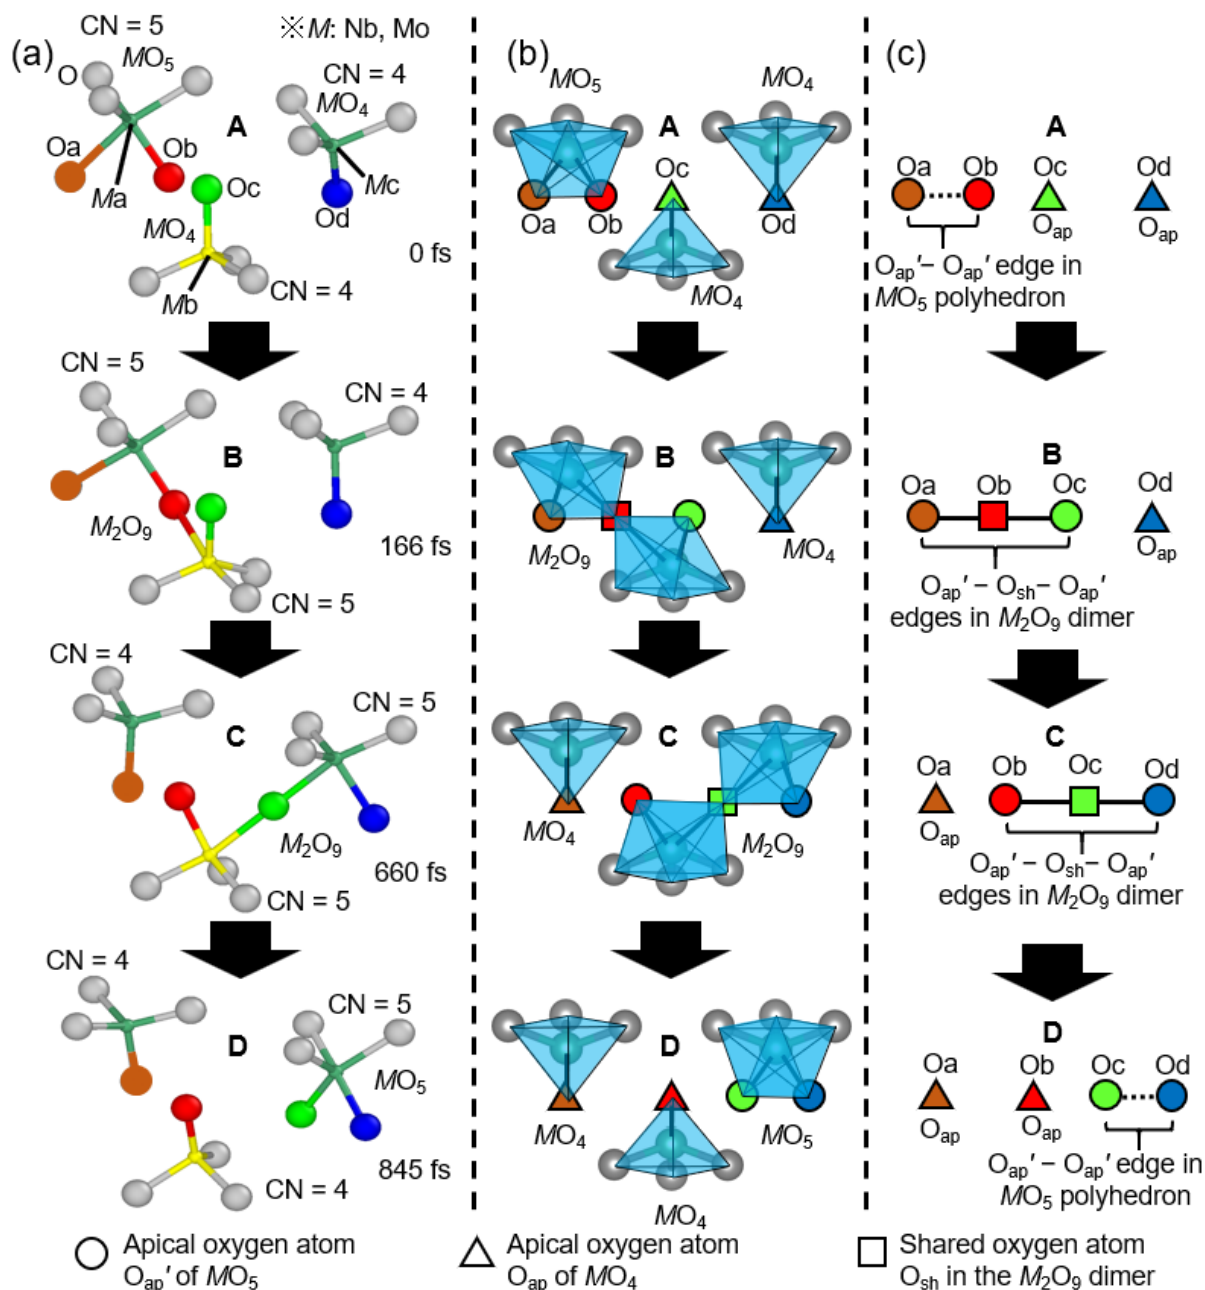 (a)
CN = 5
※M: Nb, Mo
MO₅
CN = 4
MO₄
O
A
Oa
Ob
Oc
Ma
Mc
Od
MO₄
0 fs
CN = 4
Mb
CN = 5
CN = 4
B
M₂O₉
166 fs
CN = 5
CN = 4
CN = 5
C
M₂O₉
660 fs
CN = 5
CN = 4
CN = 5
D
MO₅
845 fs
CN = 4
(b)
MO₅
MO₄
A
Oc
Oa
Ob
Od
MO₄
B
M₂O₉
MO₄
C
MO₄
M₂O₉
D
MO₄
MO₅
MO₄
(c)
A
Oa
Ob
Oc
Od
Oap
Oap
Oap′– Oap′ edge in
MO₅ polyhedron
B
Oa
Ob
Oc
Od
Oap
Oap′ – Osh– Oap′
edges in M₂O₉ dimer
C
Oa
Ob
Oc
Od
Oap
Oap′ – Osh– Oap′
edges in M₂O₉ dimer
D
Oa
Ob
Oc
Od
Oap
Oap
Oap′ – Oap′ edge in
MO₅ polyhedron
Apical oxygen atom
Oap′ of MO₅
Apical oxygen atom
Oap of MO₄
Shared oxygen atom
Osh in the M₂O₉ dimer